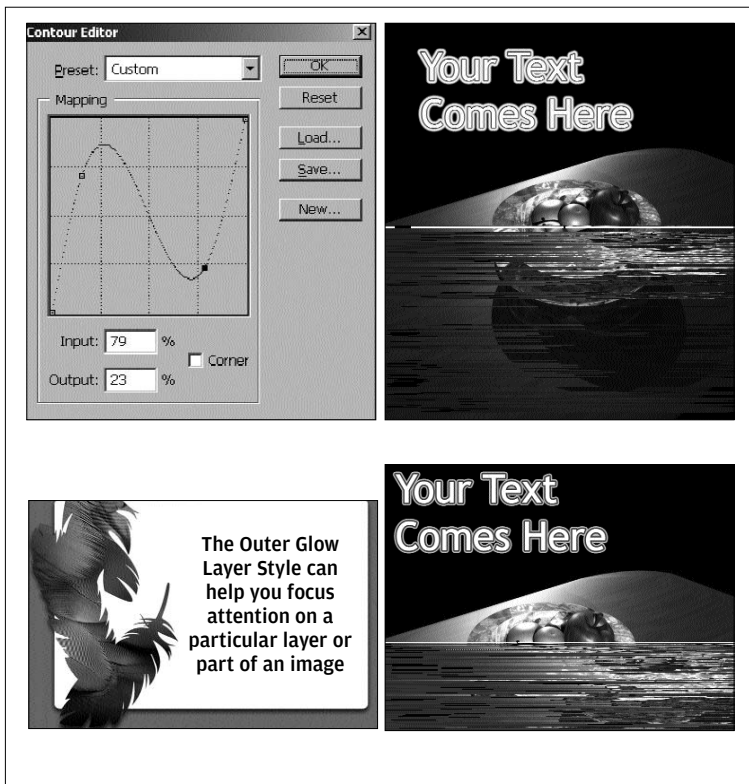 Contour Editor
Preset: Custom
Mapping
Input: 79 %
Output: 23 %
Corner
OK
Reset
Load...
Save...
New...
Your Text
Comes Here
The Outer Glow
Layer Style can
help you focus
attention on a
particular layer or
part of an image
Your Text
Comes Here